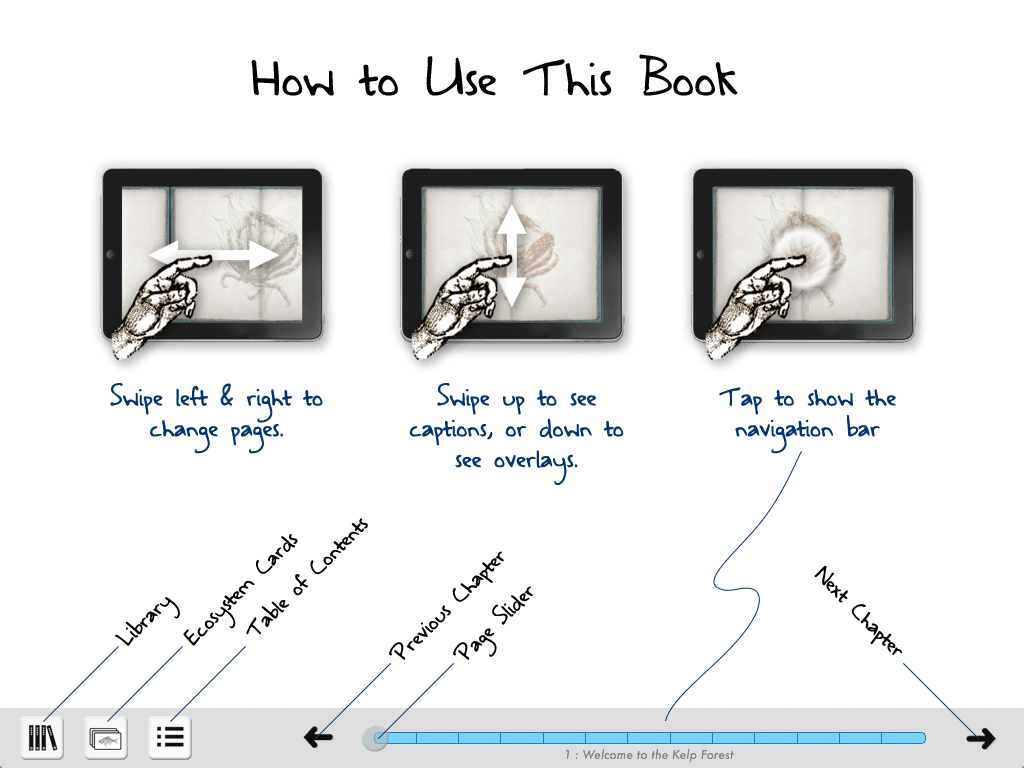 How to Use This Book
Swipe left & right to
change pages.
Swipe up to see
captions, or down to
see overlays.
Tap to show the
navigation bar
Library
Ecosystem Cards
Table of Contents
Previous Chapter
Page Slider
Next Chapter
1 : Welcome to the Kelp Forest